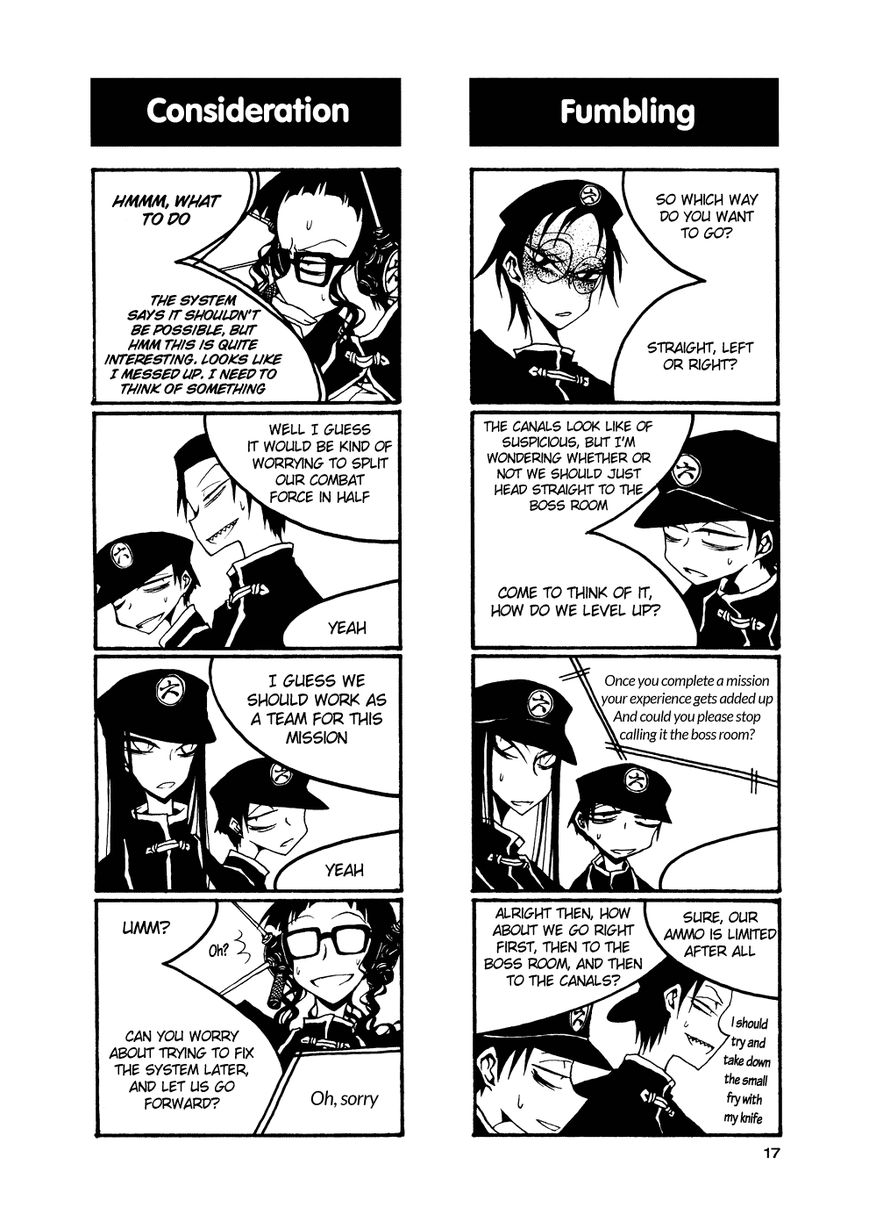 Consideration
HMMM, WHAT
TO DO
THE SYSTEM
SAYS IT SHOULDN'T
BE POSSIBLE, BUT
HMM THIS IS QUITE
INTERESTING. LOOKS LIKE
I MESSED UP. I NEED TO
THINK OF SOMETHING
WELL I GUESS
IT WOULD BE KIND OF
WORRYING TO SPLIT
OUR COMBAT
FORCE IN HALF
六
YEAH
I GUESS WE
SHOULD WORK AS
A TEAM FOR THIS
MISSION
六
六
YEAH
UMM?
Oh?
CAN YOU WORRY
ABOUT TRYING TO FIX
THE SYSTEM LATER,
AND LET US GO
FORWARD?
Oh, sorry
Fumbling
六
SO WHICH WAY
DO YOU WANT
TO GO?
STRAIGHT, LEFT
OR RIGHT?
THE CANALS LOOK LIKE OF
SUSPICIOUS, BUT I'M
WONDERING WHETHER OR
NOT WE SHOULD JUST
HEAD STRAIGHT TO THE
BOSS ROOM
六
COME TO THINK OF IT,
HOW DO WE LEVEL UP?
Once you complete a mission
your experience gets added up
And could you please stop
calling it the boss room?
六
六
ALRIGHT THEN, HOW
ABOUT WE GO RIGHT
FIRST, THEN TO THE
BOSS ROOM, AND THEN
TO THE CANALS?
SURE, OUR
AMMO IS LIMITED
AFTER ALL
I should
try and
take down
the small
fry with
my knife
17